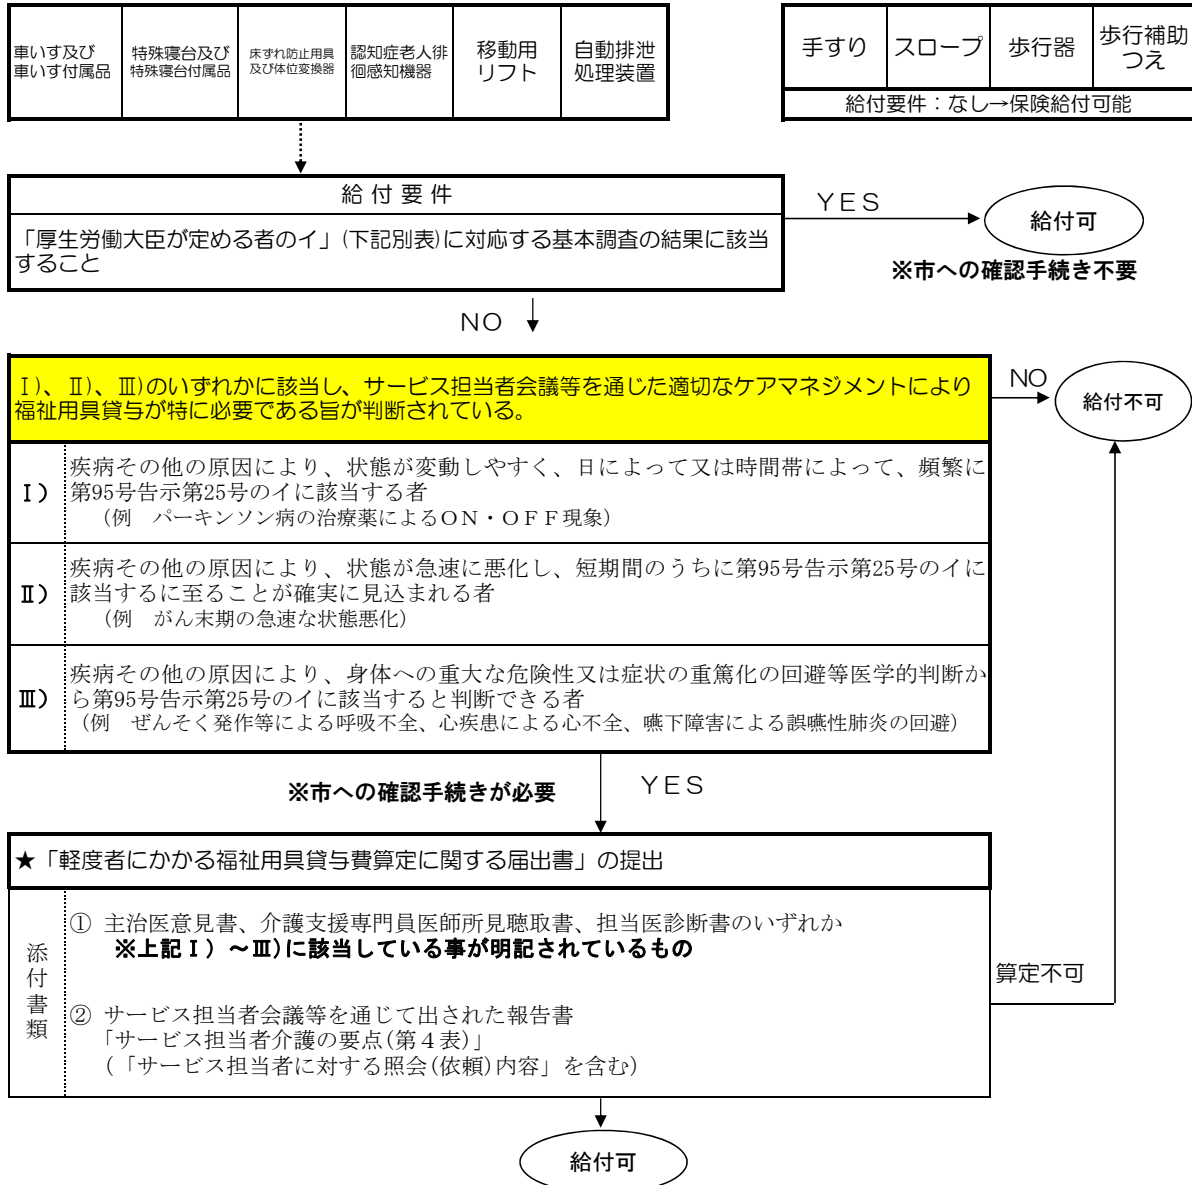 車いす及び
車いす付属品
特殊寝台及び
特殊寝台付属品
床ずれ防止用具
及び体位変換器
認知症老人徘
徊感知機器
移動用
リフト
自動排泄
処理装置
手すり
スロープ
歩行器
歩行補助
つえ
給付要件：なし→保険給付可能
給付要件
「厚生労働大臣が定める者のイ」(下記別表)に対応する基本調査の結果に該当
すること
ＹＥＳ
給付可
※市への確認手続き不要
ＮＯ
Ⅰ)、Ⅱ)、Ⅲ)のいずれかに該当し、サービス担当者会議等を通じた適切なケアマネジメントにより
福祉用具貸与が特に必要である旨が判断されている。
ＮＯ
給付不可
Ⅰ）
疾病その他の原因により、状態が変動しやすく、日によって又は時間帯によって、頻繁に
第95号告示第25号のイに該当する者
（例　パーキンソン病の治療薬によるＯＮ・ＯＦＦ現象）
Ⅱ）
疾病その他の原因により、状態が急速に悪化し、短期間のうちに第95号告示第25号のイに
該当するに至ることが確実に見込まれる者
（例　がん末期の急速な状態悪化）
Ⅲ）
疾病その他の原因により、身体への重大な危険性又は症状の重篤化の回避等医学的判断か
ら第95号告示第25号のイに該当すると判断できる者
（例　ぜんそく発作等による呼吸不全、心疾患による心不全、嚥下障害による誤嚥性肺炎の回避）
※市への確認手続きが必要
ＹＥＳ
★「軽度者にかかる福祉用具貸与費算定に関する届出書」の提出
添付書類
① 主治医意見書、介護支援専門員医師所見聴取書、担当医診断書のいずれか
※上記Ⅰ）～Ⅲ)に該当している事が明記されているもの
② サービス担当者会議等を通じて出された報告書
「サービス担当者介護の要点(第４表)」
（「サービス担当者に対する照会(依頼)内容」を含む）
算定不可
給付可